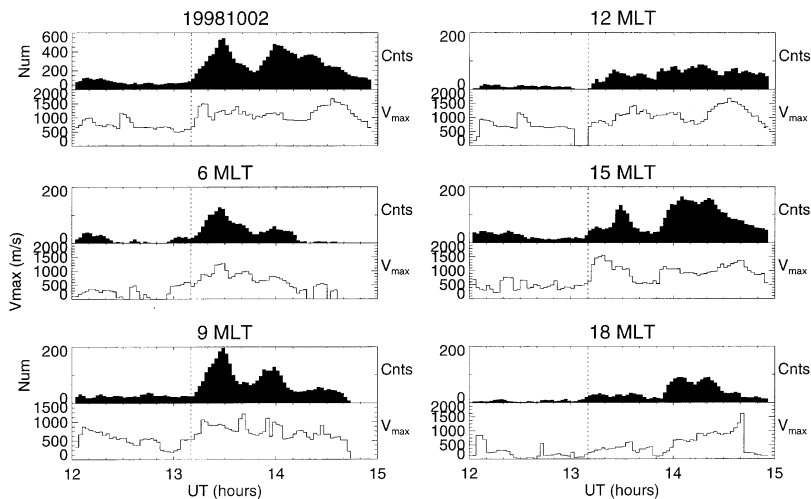 19981002
600
400
200
0
Num
Cnts
2000
1500
1000
500
0
Vmax
6 MLT
200
0
Cnts
2000
1500
1000
500
0
Vmax (m/s)
Vmax
9 MLT
200
0
Num
Cnts
1500
1000
500
0
Vmax
12 13 14 15
UT (hours)
12 MLT
200
0
Cnts
2000
1500
1000
500
0
Vmax
15 MLT
200
0
Cnts
2000
1500
1000
500
0
Vmax
18 MLT
200
0
Cnts
2000
1500
1000
500
0
Vmax
12 13 14 15
UT (hours)